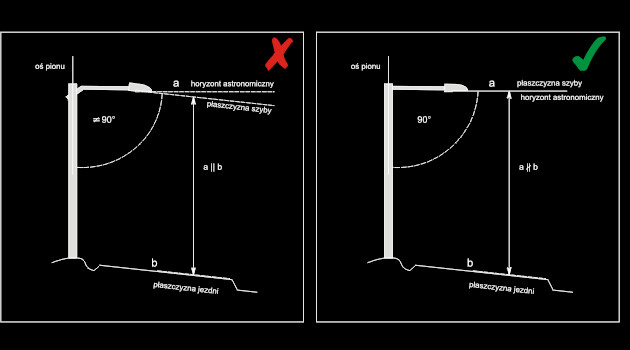 oś pionu
a
horyzont astronomiczny
płaszczyzna szyby
≠ 90°
a || b
b
płaszczyzna jezdni
oś pionu
a
płaszczyzna szyby
horyzont astronomiczny
90°
a ∦ b
b
płaszczyzna jezdni